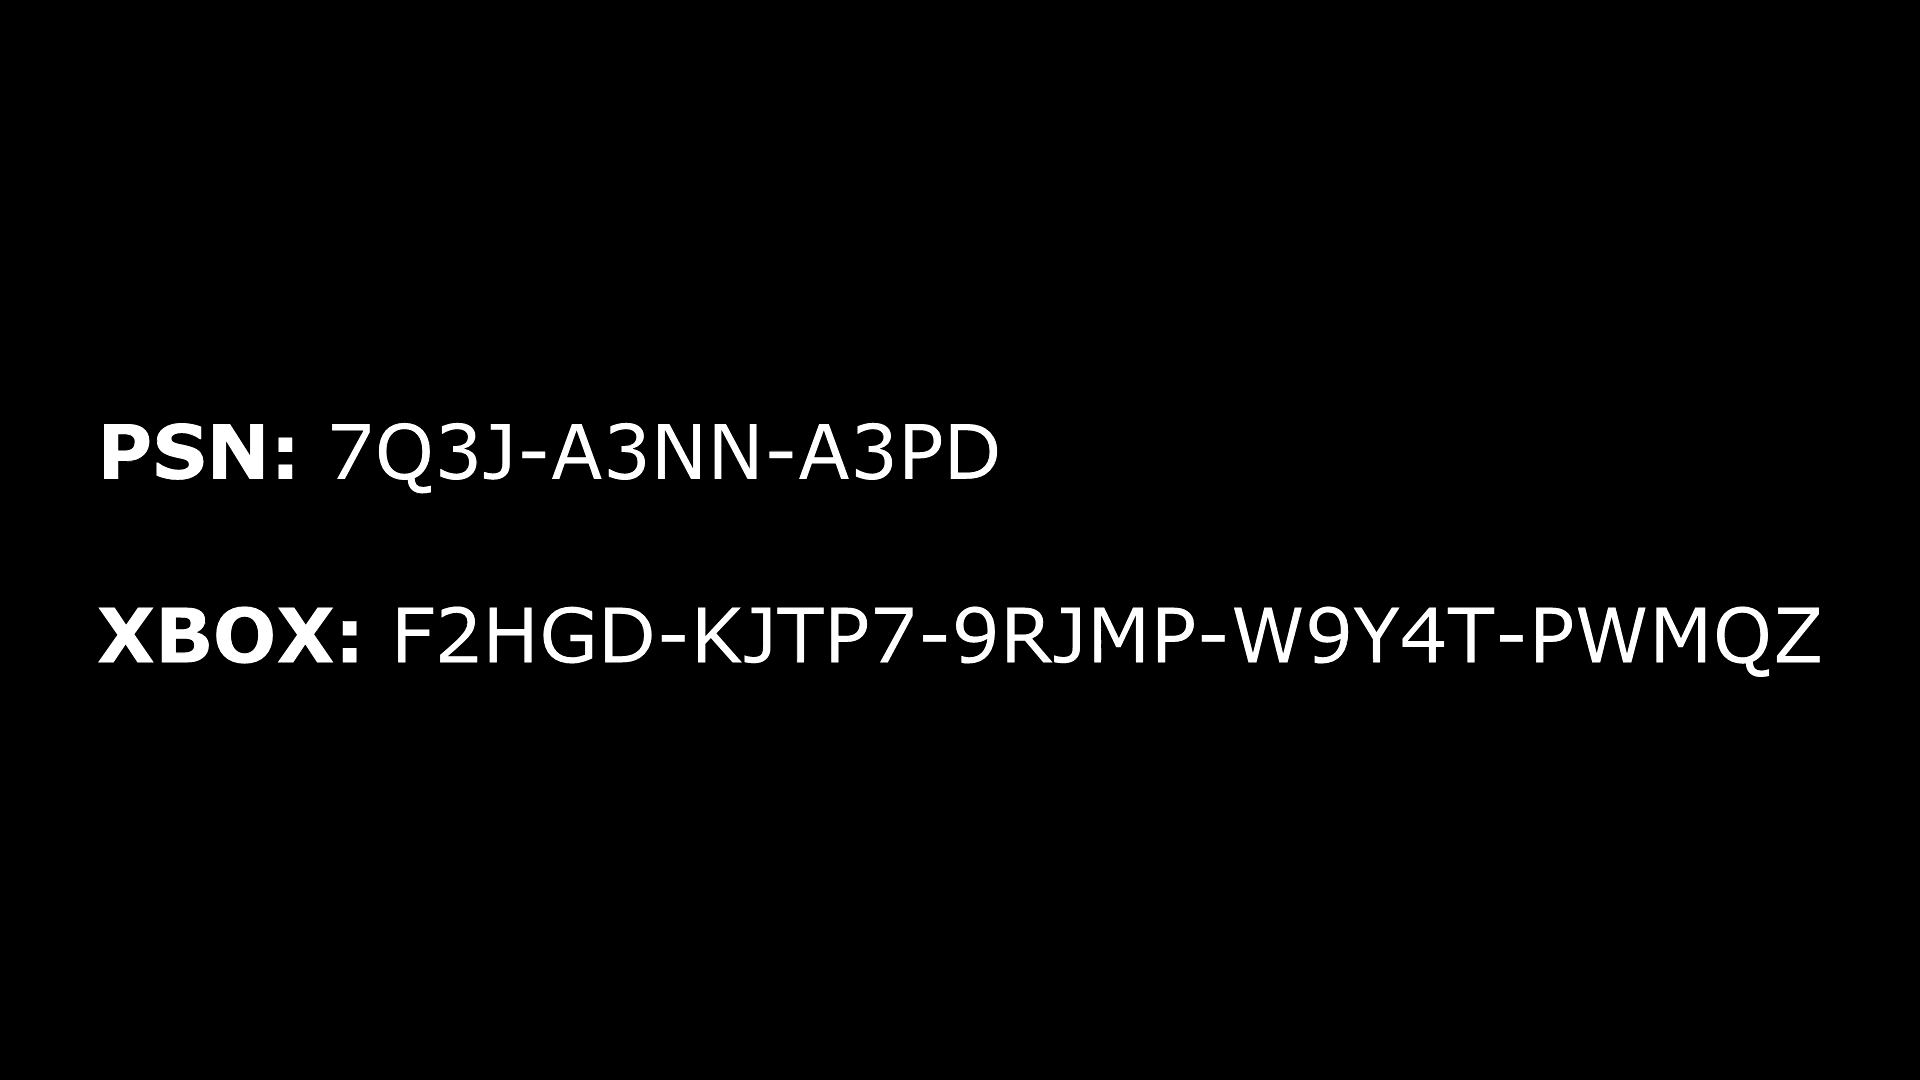 PSN: 7Q3J-A3NN-A3PD
XBOX: F2HGD-KJTP7-9RJMP-W9Y4T-PWMQZ